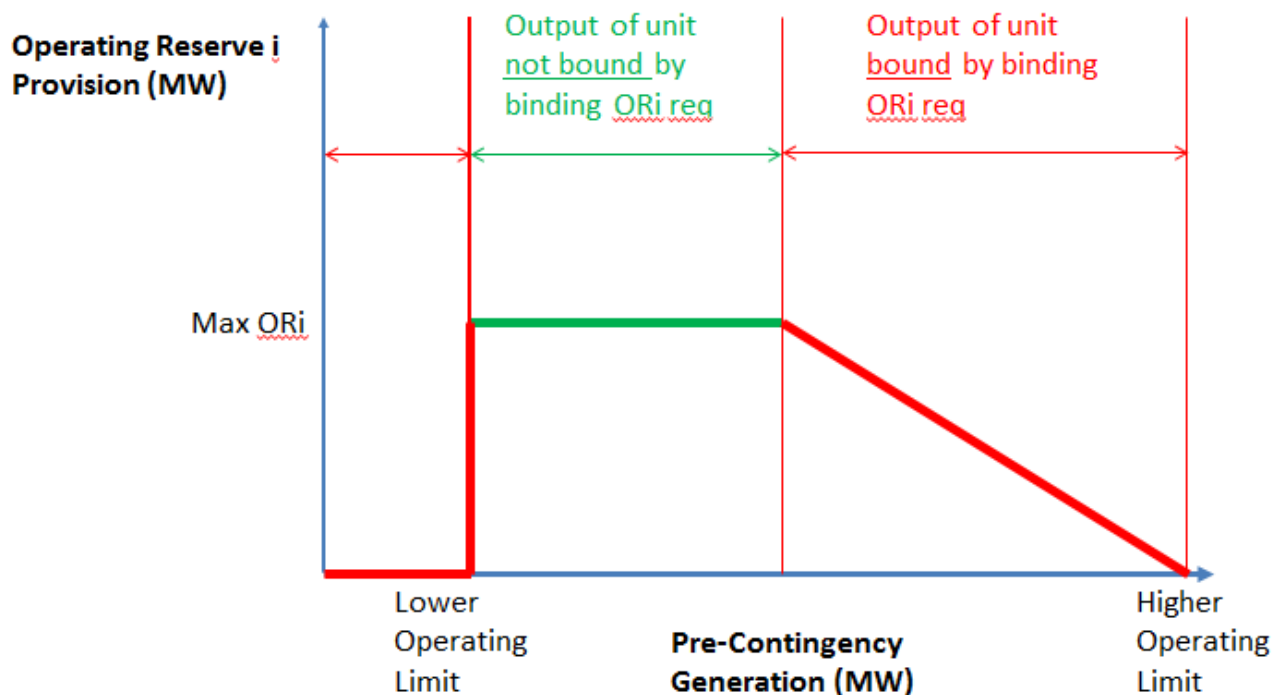 Operating Reserve i
Provision (MW)
Output of unit
not bound by
binding ORi req
Output of unit
bound by binding
ORi req
Max ORi
Lower
Operating
Limit
Pre-Contingency
Generation (MW)
Higher
Operating
Limit